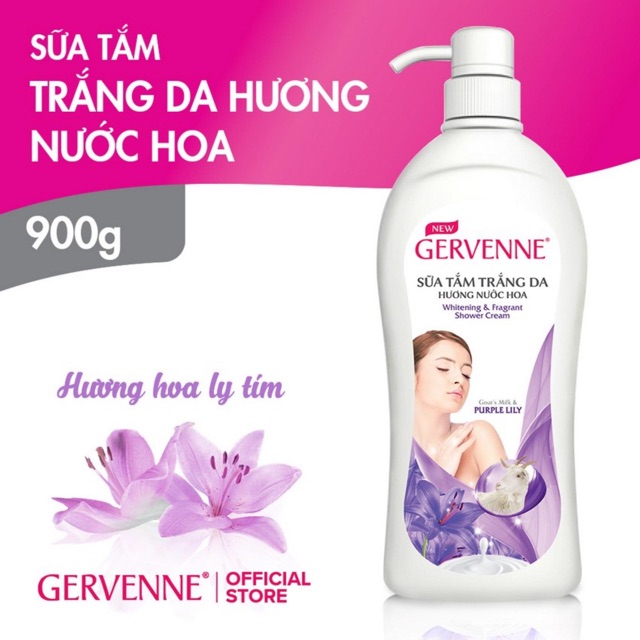 SỮA TẮM
TRẮNG DA HƯƠNG
NƯỚC HOA
900g
Hương hoa ly tím
GERVENNE® OFFICIAL
STORE
NEW
GERVENNE®
SỮA TẮM TRẮNG DA
HƯƠNG NƯỚC HOA
Whitening & Fragrant
Shower Cream
Goat's Milk &
PURPLE LILY